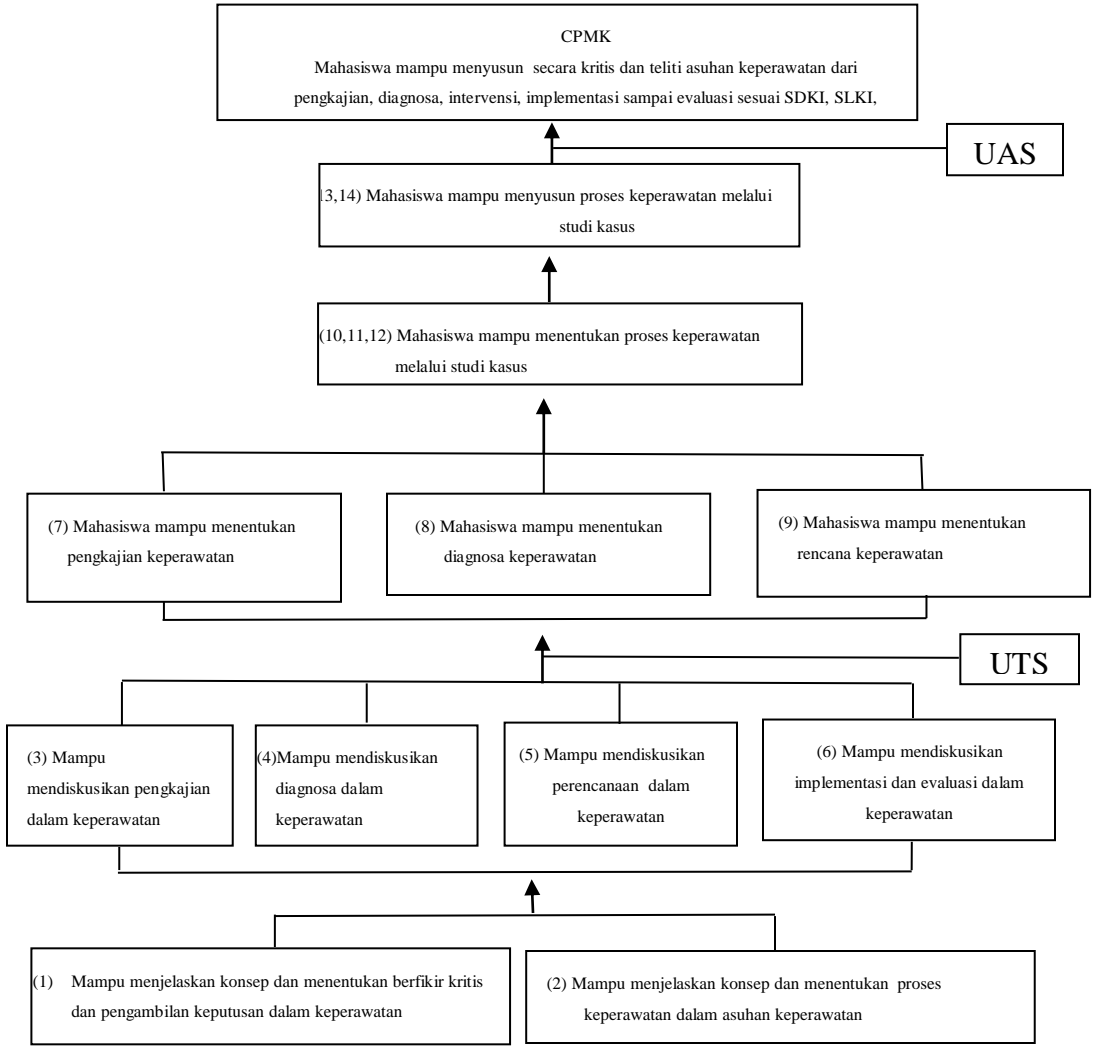 CPMK
Mahasiswa mampu menyusun secara kritis dan teliti asuhan keperawatan dari
pengkajian, diagnosa, intervensi, implementasi sampai evaluasi sesuai SDKI, SLKI,
UAS
13,14) Mahasiswa mampu menyusun proses keperawatan melalui
studi kasus
(10,11,12) Mahasiswa mampu menentukan proses keperawatan
melalui studi kasus
(7) Mahasiswa mampu menentukan
pengkajian keperawatan
(8) Mahasiswa mampu menentukan
diagnosa keperawatan
(9) Mahasiswa mampu menentukan
rencana keperawatan
UTS
(3) Mampu
mendiskusikan pengkajian
dalam keperawatan
(4)Mampu mendiskusikan
diagnosa dalam
keperawatan
(5) Mampu mendiskusikan
perencanaan dalam
keperawatan
(6) Mampu mendiskusikan
implementasi dan evaluasi dalam
keperawatan
(1) Mampu menjelaskan konsep dan menentukan berfikir kritis
dan pengambilan keputusan dalam keperawatan
(2) Mampu menjelaskan konsep dan menentukan proses
keperawatan dalam asuhan keperawatan